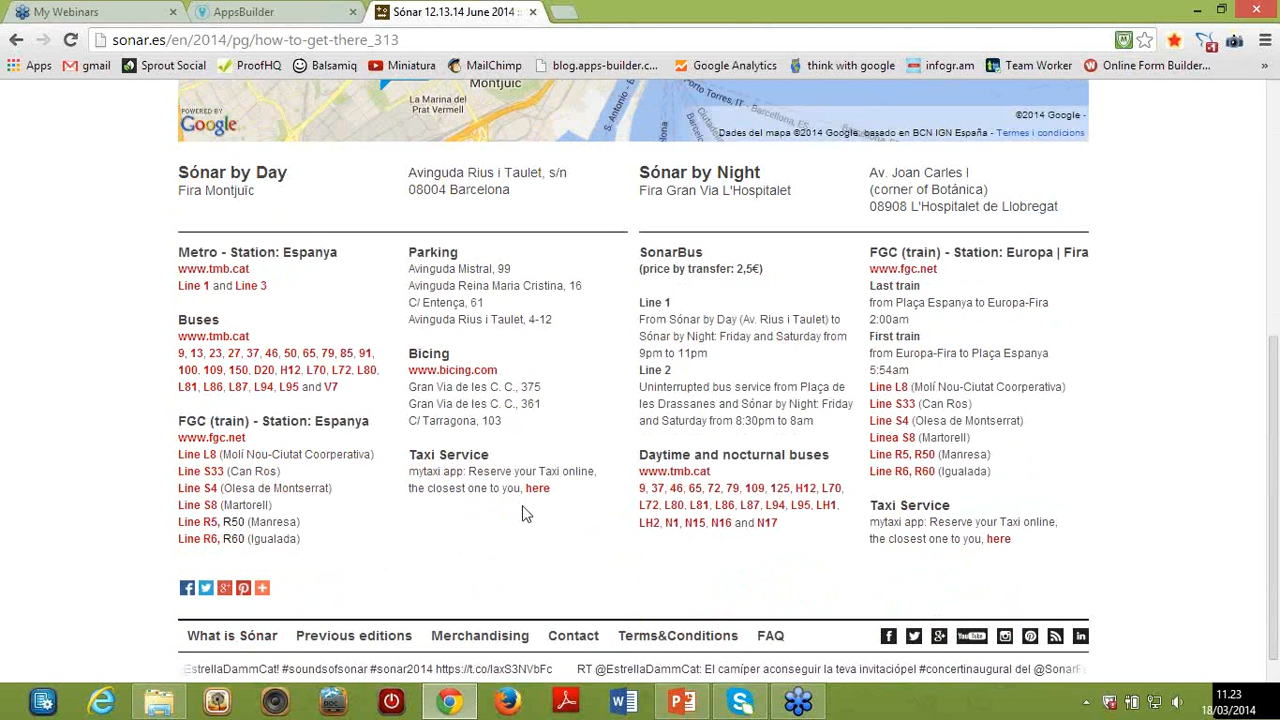 My Webinars
AppsBuilder
Sónar 12.13.14 June 2014 ::
sonar.es/en/2014/pg/how-to-get-there_313
Apps
gmail
Sprout Social
ProofHQ
Balsamiq
Miniatura
MailChimp
blog.apps-builder.c...
Google Analytics
think with google
infogr.am
Team Worker
Online Form Builder...
La Marina del
Prat Vermell
Montjuïc
S. Antonio - E
Porto Torres, IT - Barcelona, ES
Barcelona,
POWERED BY
Google
©2014 Google -
Dades del mapa ©2014 Google, basado en BCN IGN España - Termes i condicions
Sónar by Day
Fira Montjuïc
Avinguda Rius i Taulet, s/n
08004 Barcelona
Sónar by Night
Fira Gran Via L'Hospitalet
Av. Joan Carles I
(corner of Botánica)
08908 L'Hospitalet de Llobregat
Metro - Station: Espanya
www.tmb.cat
Line 1 and Line 3
Buses
www.tmb.cat
9, 13, 23, 27, 37, 46, 50, 65, 79, 85, 91,
100, 109, 150, D20, H12, L70, L72, L80,
L81, L86, L87, L94, L95 and V7
FGC (train) - Station: Espanya
www.fgc.net
Line L8 (Molí Nou-Ciutat Coorperativa)
Line S33 (Can Ros)
Line S4 (Olesa de Montserrat)
Line S8 (Martorell)
Line R5, R50 (Manresa)
Line R6, R60 (Igualada)
Parking
Avinguda Mistral, 99
Avinguda Reina Maria Cristina, 16
C/ Entença, 61
Avinguda Rius i Taulet, 4-12
Bicing
www.bicing.com
Gran Via de les C. C., 375
Gran Via de les C. C., 361
C/ Tarragona, 103
Taxi Service
mytaxi app: Reserve your Taxi online,
the closest one to you, here
SonarBus
(price by transfer: 2,5€)
Line 1
From Sónar by Day (Av. Rius i Taulet) to
Sónar by Night: Friday and Saturday from
9pm to 11pm
Line 2
Uninterrupted bus service from Plaça de
les Drassanes and Sónar by Night: Friday
and Saturday from 8:30pm to 8am
Daytime and nocturnal buses
www.tmb.cat
9, 37, 46, 65, 72, 79, 109, 125, H12, L70,
L72, L80, L81, L86, L87, L94, L95, LH1,
LH2, N1, N15, N16 and N17
FGC (train) - Station: Europa | Fira
www.fgc.net
Last train
from Plaça Espanya to Europa-Fira
2:00am
First train
from Europa-Fira to Plaça Espanya
5:54am
Line L8 (Molí Nou-Ciutat Coorperativa)
Line S33 (Can Ros)
Line S4 (Olesa de Montserrat)
Linea S8 (Martorell)
Line R5, R50 (Manresa)
Line R6, R60 (Igualada)
Taxi Service
mytaxi app: Reserve your Taxi online,
the closest one to you, here
What is Sónar
Previous editions
Merchandising
Contact
Terms&Conditions
FAQ
EstrellaDammCat! #soundsofsonar #sonar2014 https://t.co/IaxS3NVbFc
RT @EstrellaDammCat: El camíper aconseguir la teva invitaciópel #concertinaugural del @Sonar
11.23
18/03/2014